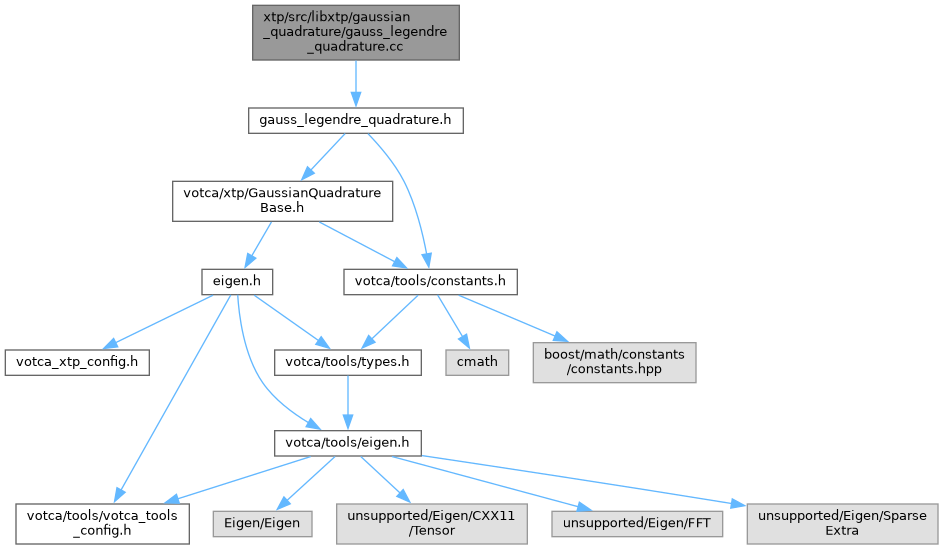 xtp/src/libxtp/gaussian
_quadrature/gauss_legendre
_quadrature.cc
gauss_legendre_quadrature.h
votca/xtp/GaussianQuadrature
Base.h
eigen.h
votca/tools/constants.h
votca_xtp_config.h
votca/tools/types.h
cmath
boost/math/constants
/constants.hpp
votca/tools/eigen.h
votca/tools/votca_tools
_config.h
Eigen/Eigen
unsupported/Eigen/CXX11
/Tensor
unsupported/Eigen/FFT
unsupported/Eigen/Sparse
Extra